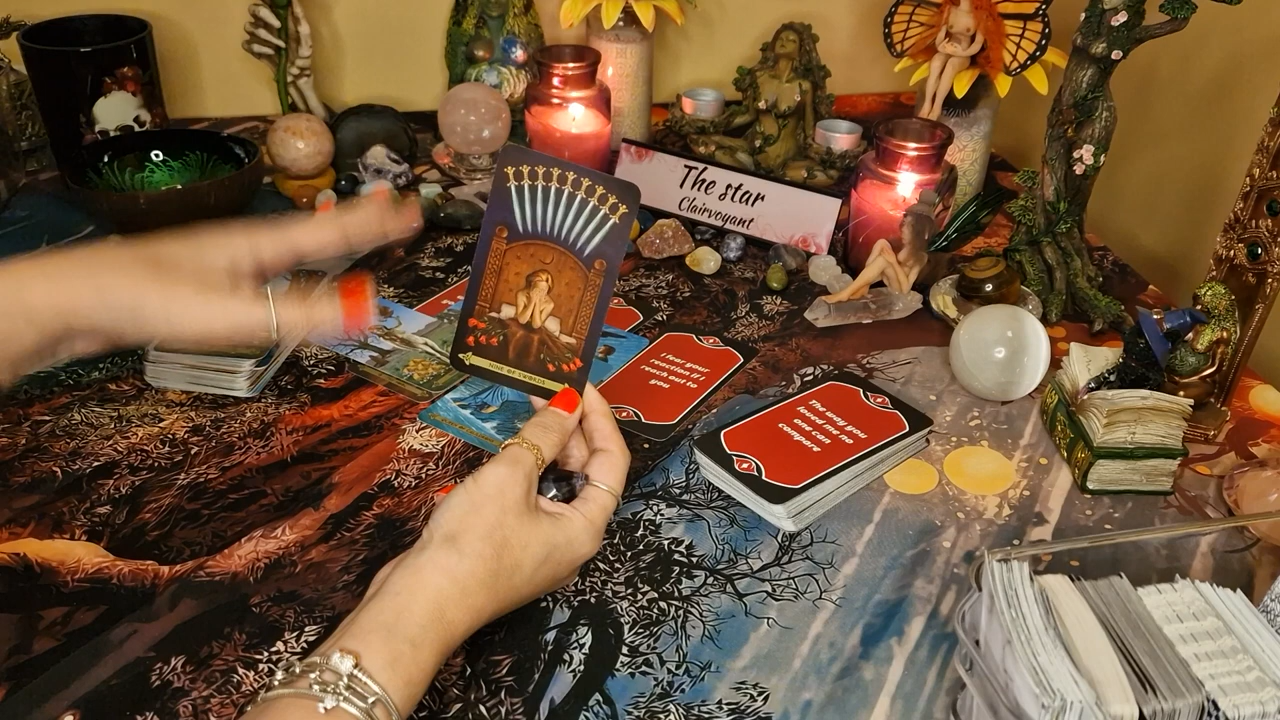 The star
Clairvoyant
NINE OF SWORDS
I fear your
reaction if I
reach out to
you
The way you
loved me no
one can
compare